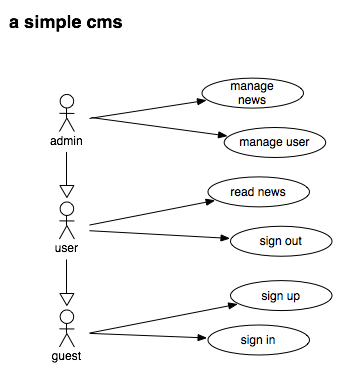 a simple cms
manage
news
admin
manage user
read news
user
sign out
sign up
sign in
guest